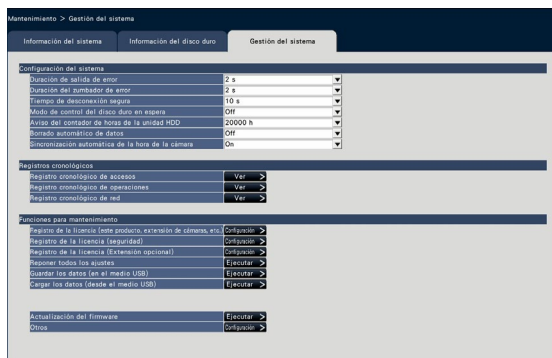 Mantenimiento > Gestión del sistema
Información del sistema Información del disco duro Gestión del sistema
Configuración del sistema
Duración de salida de error 2 s
Duración del zumbador de error 2 s
Tiempo de desconexión segura 10 s
Modo de control del disco duro en espera Off
Aviso del contador de horas de la unidad HDD 20000 h
Borrado automático de datos Off
Sincronización automática de la hora de la cámara On
Registros cronológicos
Registro cronológico de accesos Ver >
Registro cronológico de operaciones Ver >
Registro cronológico de red Ver >
Funciones para mantenimiento
Registro de la licencia (este producto, extensión de cámaras, etc.) Configuración >
Registro de la licencia (seguridad) Configuración >
Registro de la licencia (Extensión opcional) Configuración >
Reponer todos los ajustes Ejecutar >
Guardar los datos (en el medio USB) Ejecutar >
Cargar los datos (desde el medio USB) Ejecutar >
Actualización del firmware Ejecutar >
Otros Configuración >